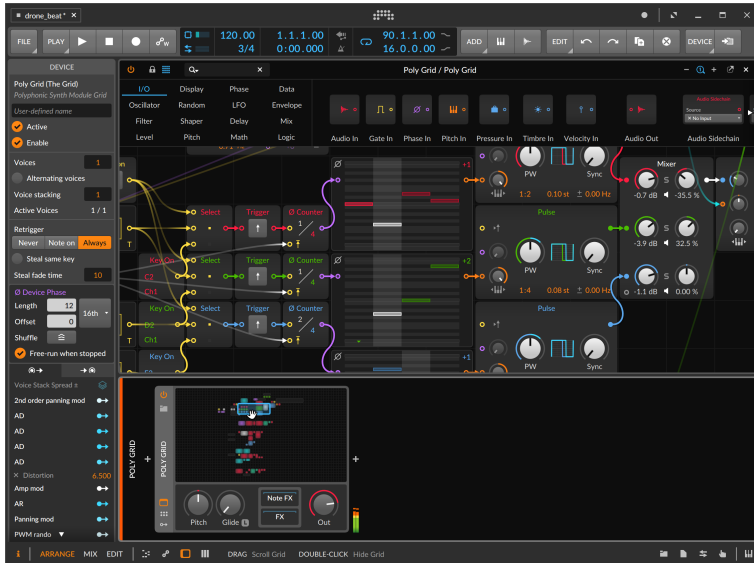 drone_beat* ×
FILE PLAY ADD EDIT DEVICE
120.00 1.1.1.00 90.1.1.00
3/4 0:00.000 16.0.0.00
DEVICE
Poly Grid (The Grid)
Polyphonic Synth Module Grid
User-defined name
Active
Enable
Voices 1
Alternating voices
Voice stacking 1
Active Voices 1 / 1
Retrigger
Never Note on Always
Steal same key
Steal fade time 10
Ø Device Phase
Length 12 16th
Offset 0
Shuffle
Free-run when stopped
Voice Stack Spread ±
2nd order panning mod
AD
AD
AD
AD
× Distortion 6.500
Amp mod
AR
Panning mod
PWM rando
Poly Grid / Poly Grid
I/O Display Phase Data
Oscillator Random LFO Envelope
Filter Shaper Delay Mix
Level Pitch Math Logic
Audio In Gate In Phase In Pitch In Pressure In Timbre In Velocity In Audio Out Audio Sidechain
Audio Sidechain
Source
× No Input
Select Trigger Ø Counter
1
4
+1
PW Sync
1:2 0.10 st ± 0.00 Hz
Mixer
-0.7 dB S -35.5 %
Pulse
-3.9 dB S 32.5 %
T
Key On
C2
Ch1
Select Trigger Ø Counter
1
4
+2
PW Sync
1:4 0.08 st ± 0.00 Hz
-1.1 dB S 0.00 %
Key On
D2
T Ch1
Select Trigger Ø Counter
2
4
Pulse
Key On
+3
PW Sync
POLY GRID
+
POLY GRID
Pitch Glide L Note FX
FX
Out
+
i ARRANGE MIX EDIT DRAG Scroll Grid DOUBLE-CLICK Hide Grid